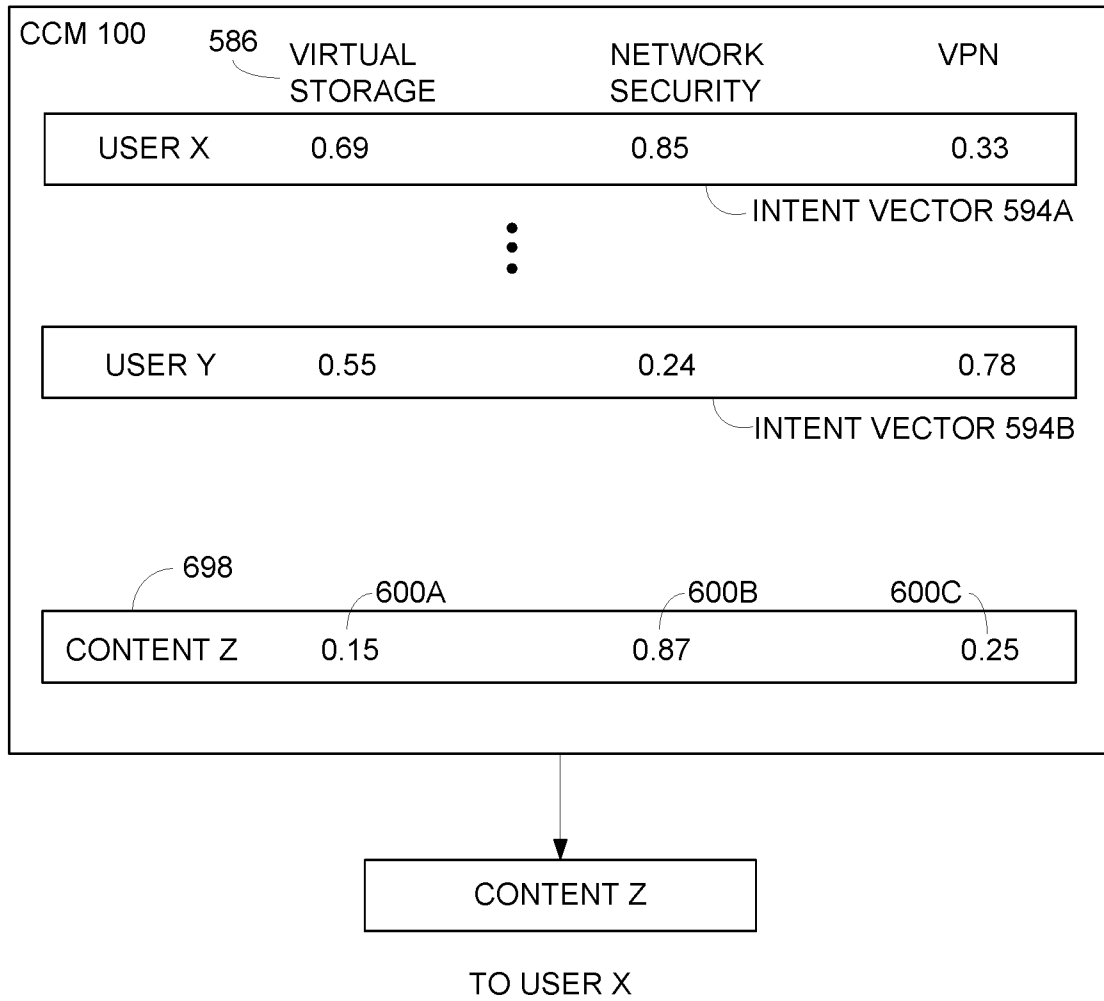 CCM 100
586
VIRTUAL STORAGE
NETWORK SECURITY
VPN
USER X 0.69 0.85 0.33
INTENT VECTOR 594A
USER Y 0.55 0.24 0.78
INTENT VECTOR 594B
698
600A 600B 600C
CONTENT Z 0.15 0.87 0.25
CONTENT Z
TO USER X